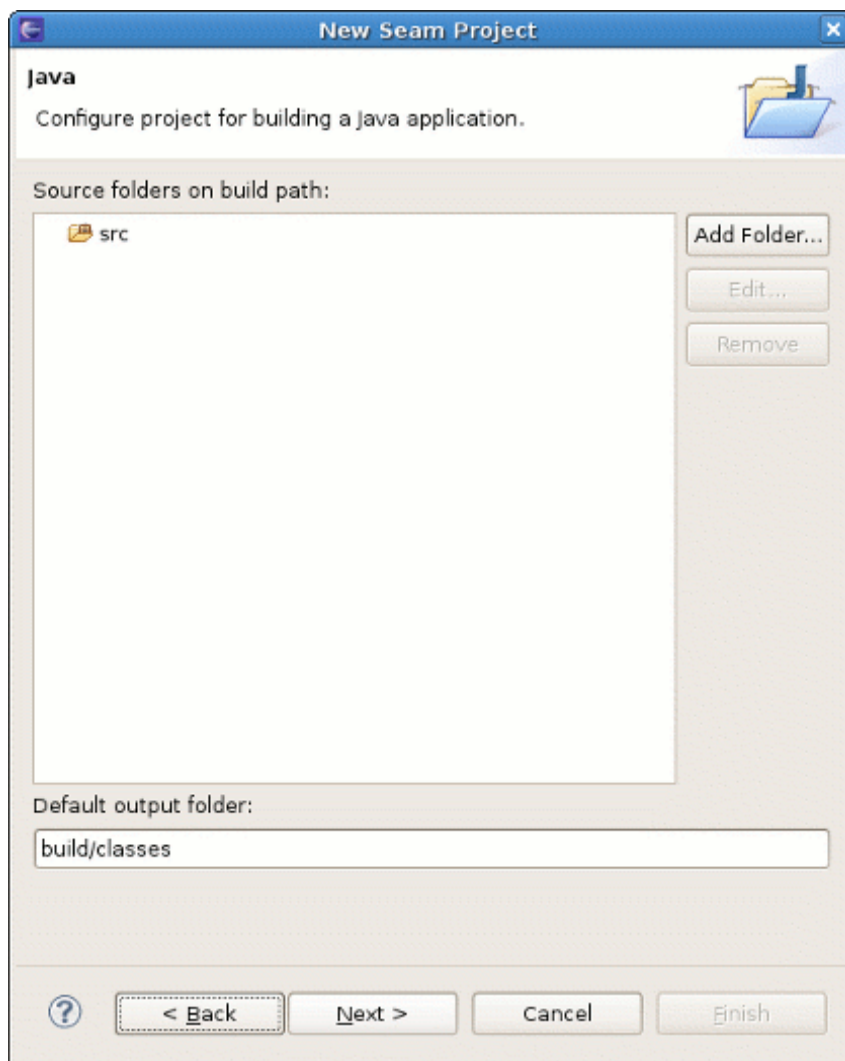 New Seam Project
Java
Configure project for building a Java application.
Source folders on build path:
src
Add Folder...
Edit...
Remove
Default output folder:
build/classes
?
< Back
Next >
Cancel
Finish